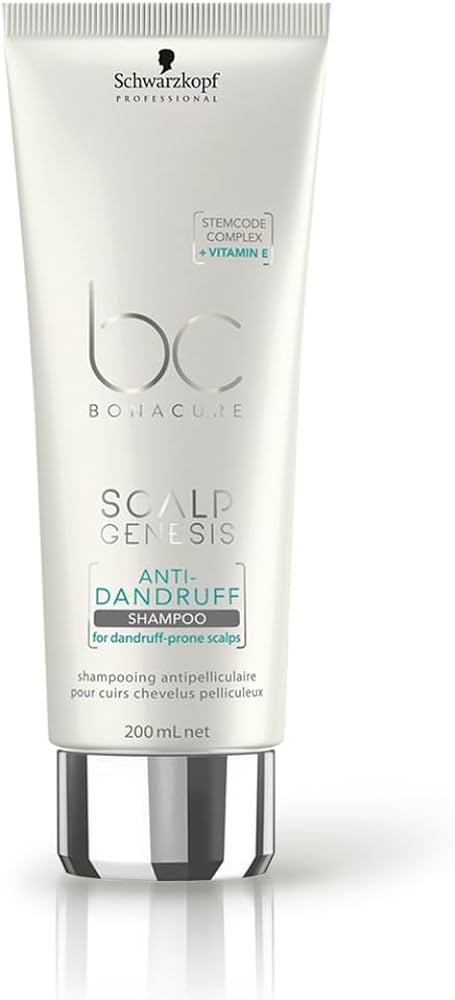 Schwarzkopf
PROFESSIONAL
STEMCODE
COMPLEX
+ VITAMIN E
bc
BONACURE
SCALP
GENESIS
ANTI-
DANDRUFF
SHAMPOO
for dandruff-prone scalps
shampooing antipelliculaire
pour cuirs chevelus pelliculeux
200 mL net